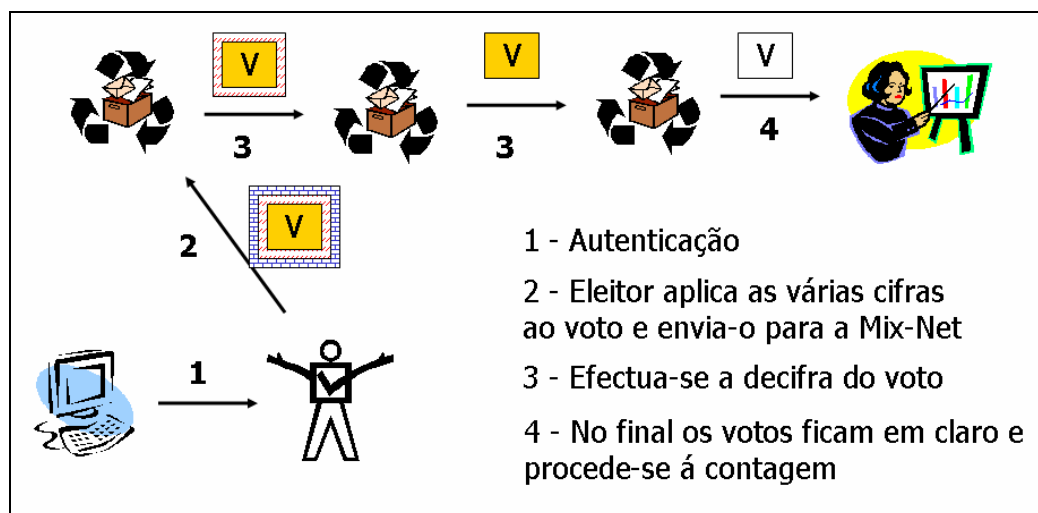 V
V
V
3
3
4
V
2
1
1 - Autenticação
2 - Eleitor aplica as várias cifras
ao voto e envia-o para a Mix-Net
3 - Efectua-se a decifra do voto
4 - No final os votos ficam em claro e
procede-se á contagem